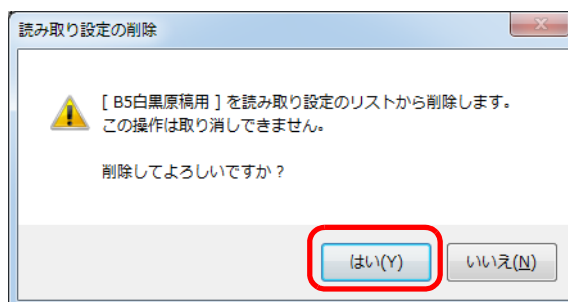 読み取り設定の削除
[ B5白黒原稿用 ] を読み取り設定のリストから削除します。
この操作は取り消しできません。
削除してよろしいですか？
はい(Y)
いいえ(N)